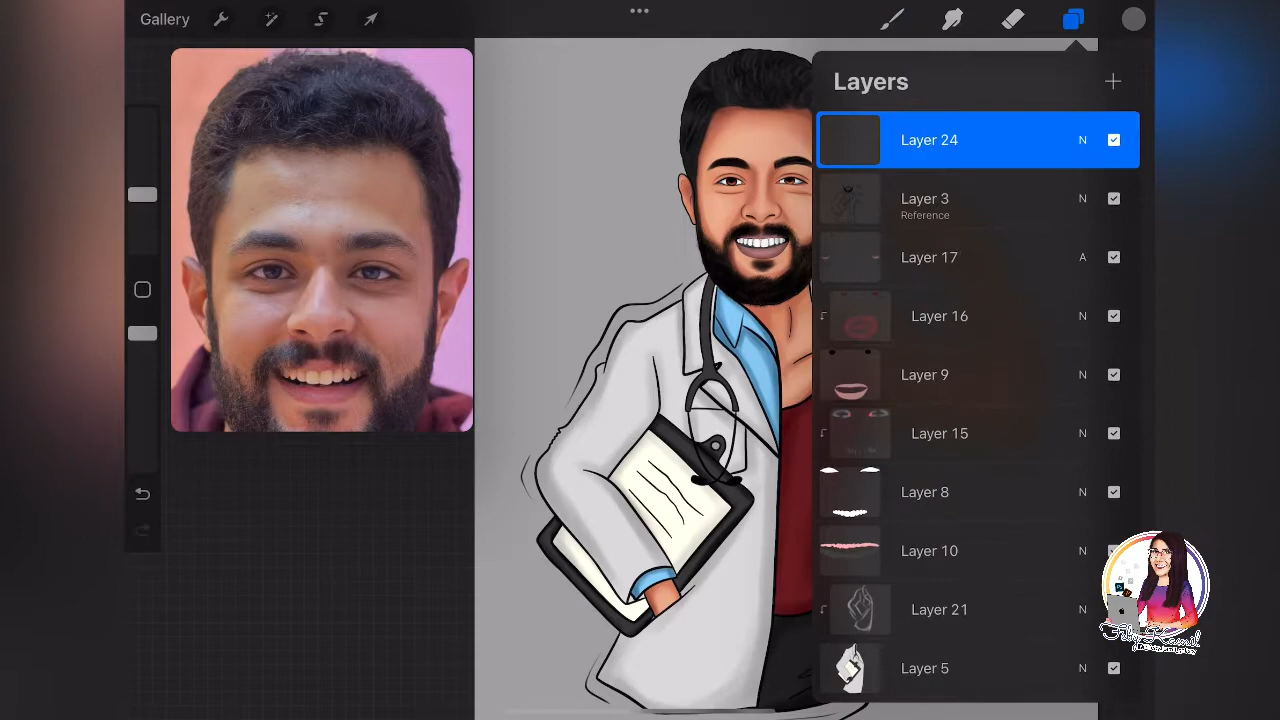 Gallery
Layers
Layer 24 N
Layer 3 N
Reference
Layer 17 A
Layer 16 N
Layer 9 N
Layer 15 N
Layer 8 N
Layer 10 N
Layer 21 N
Layer 5 N